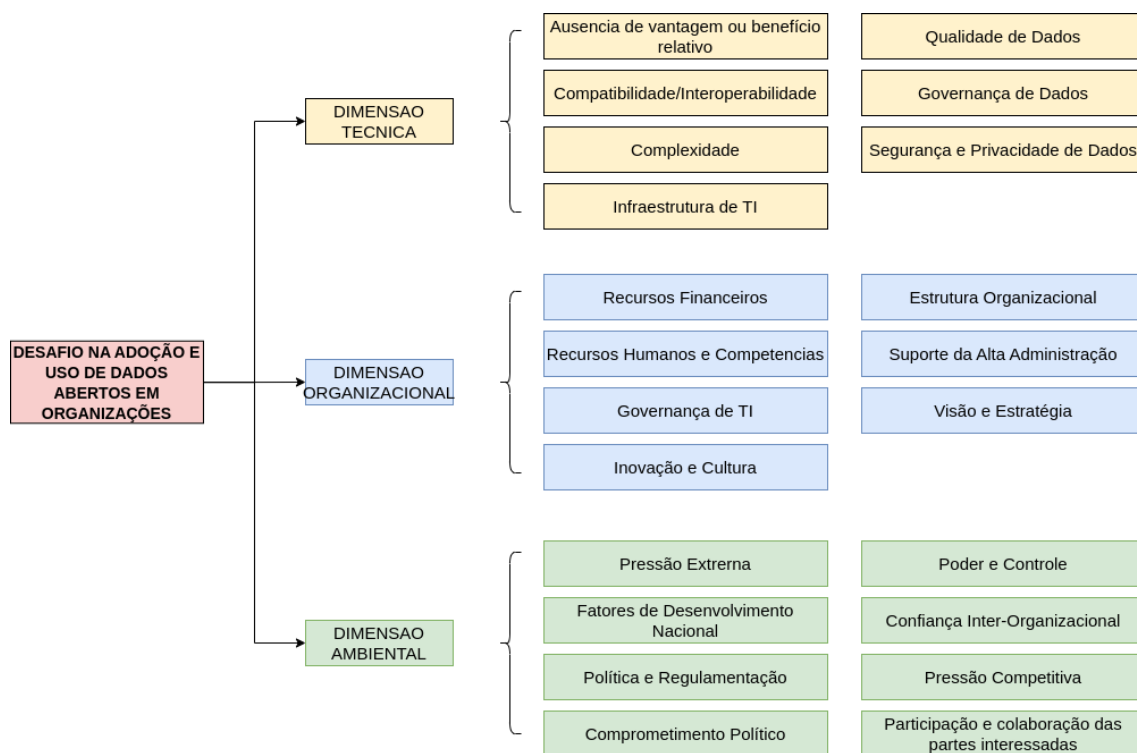 DESAFIO NA ADOÇÃO E
USO DE DADOS
ABERTOS EM
ORGANIZAÇÕES
DIMENSAO
TECNICA
Ausencia de vantagem ou benefício
relativo
Qualidade de Dados
Compatibilidade/Interoperabilidade
Governança de Dados
Complexidade
Segurança e Privacidade de Dados
Infraestrutura de TI
DIMENSAO
ORGANIZACIONAL
Recursos Financeiros
Estrutura Organizacional
Recursos Humanos e Competencias
Suporte da Alta Administração
Governança de TI
Visão e Estratégia
Inovação e Cultura
DIMENSAO
AMBIENTAL
Pressão Extrerna
Poder e Controle
Fatores de Desenvolvimento
Nacional
Confiança Inter-Organizacional
Política e Regulamentação
Pressão Competitiva
Comprometimento Político
Participação e colaboração das
partes interessadas